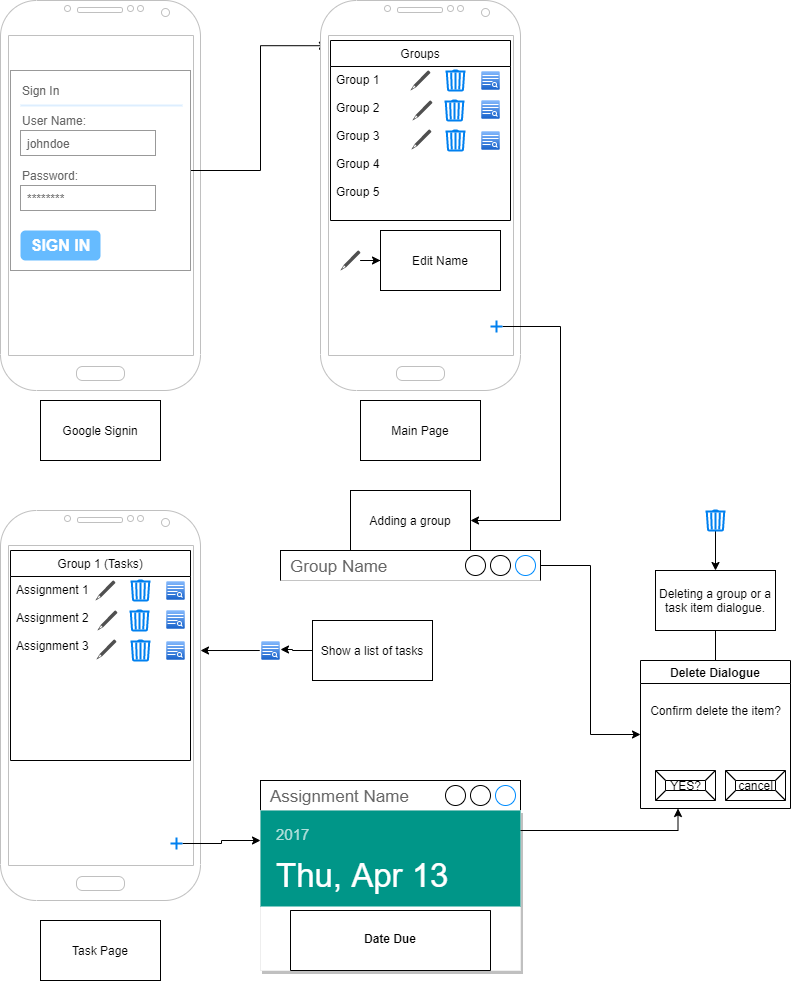 Sign In
User Name:
johndoe
Password:
********
SIGN IN
Google Signin
Groups
Group 1
Group 2
Group 3
Group 4
Group 5
Edit Name
Main Page
Adding a group
Group Name
Group 1 (Tasks)
Assignment 1
Assignment 2
Assignment 3
Show a list of tasks
Task Page
Assignment Name
2017
Thu, Apr 13
Date Due
Deleting a group or a
task item dialogue.
Delete Dialogue
Confirm delete the item?
YES?
cancel